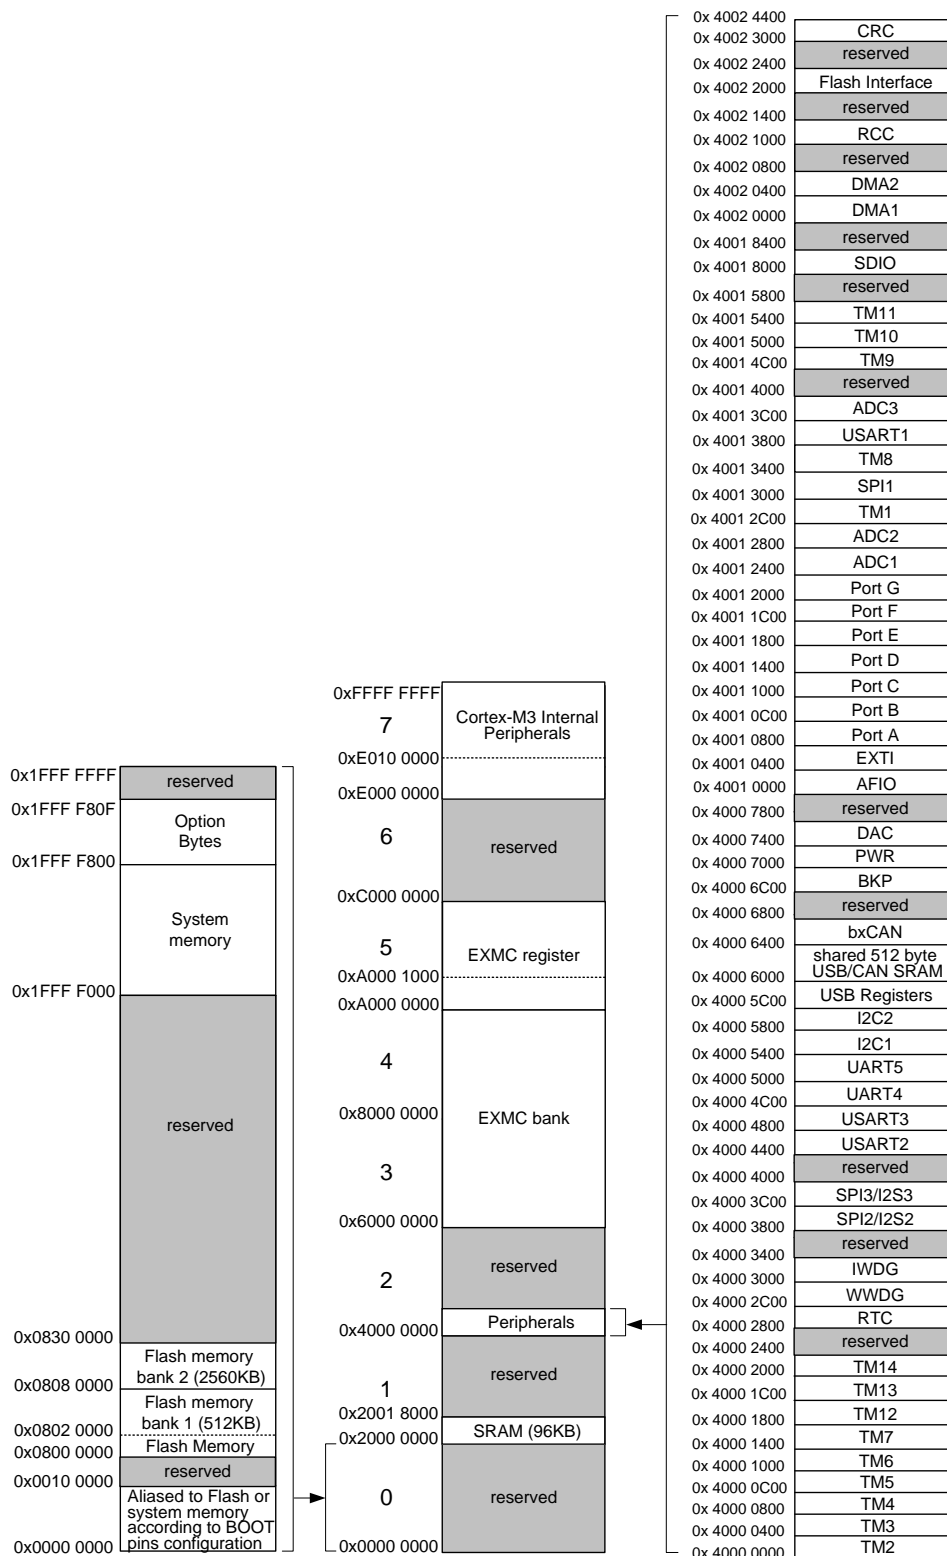 0x1FFF FFFF
reserved
0x1FFF F80F
Option
Bytes
0x1FFF F800
System
memory
0x1FFF F000
reserved
0x0830 0000
Flash memory
bank 2 (2560KB)
0x0808 0000
Flash memory
bank 1 (512KB)
0x0802 0000
Flash Memory
0x0800 0000
reserved
0x0010 0000
Aliased to Flash or
system memory
according to BOOT
pins configuration
0x0000 0000
0xFFFF FFFF
7
Cortex-M3 Internal
Peripherals
0xE010 0000
0xE000 0000
6
reserved
0xC000 0000
5
EXMC register
0xA000 1000
0xA000 0000
4
EXMC bank
0x8000 0000
3
0x6000 0000
reserved
2
Peripherals
0x4000 0000
reserved
1
0x2001 8000
SRAM (96KB)
0x2000 0000
0
reserved
0x0000 0000
0x 4002 4400
CRC
0x 4002 3000
reserved
0x 4002 2400
Flash Interface
0x 4002 2000
reserved
0x 4002 1400
RCC
0x 4002 1000
reserved
0x 4002 0800
DMA2
0x 4002 0400
DMA1
0x 4002 0000
reserved
0x 4001 8400
SDIO
0x 4001 8000
reserved
0x 4001 5800
TM11
0x 4001 5400
TM10
0x 4001 5000
TM9
0x 4001 4C00
reserved
0x 4001 4000
ADC3
0x 4001 3C00
USART1
0x 4001 3800
TM8
0x 4001 3400
SPI1
0x 4001 3000
TM1
0x 4001 2C00
ADC2
0x 4001 2800
ADC1
0x 4001 2400
Port G
0x 4001 2000
Port F
0x 4001 1C00
Port E
0x 4001 1800
Port D
0x 4001 1400
Port C
0x 4001 1000
Port B
0x 4001 0C00
Port A
0x 4001 0800
EXTI
0x 4001 0400
AFIO
0x 4001 0000
reserved
0x 4000 7800
DAC
0x 4000 7400
PWR
0x 4000 7000
BKP
0x 4000 6C00
reserved
0x 4000 6800
bxCAN
0x 4000 6400
shared 512 byte
USB/CAN SRAM
0x 4000 6000
USB Registers
0x 4000 5C00
I2C2
0x 4000 5800
I2C1
0x 4000 5400
UART5
0x 4000 5000
UART4
0x 4000 4C00
USART3
0x 4000 4800
USART2
0x 4000 4400
reserved
0x 4000 4000
SPI3/I2S3
0x 4000 3C00
SPI2/I2S2
0x 4000 3800
reserved
0x 4000 3400
IWDG
0x 4000 3000
WWDG
0x 4000 2C00
RTC
0x 4000 2800
reserved
0x 4000 2400
TM14
0x 4000 2000
TM13
0x 4000 1C00
TM12
0x 4000 1800
TM7
0x 4000 1400
TM6
0x 4000 1000
TM5
0x 4000 0C00
TM4
0x 4000 0800
TM3
0x 4000 0400
TM2
0x 4000 0000